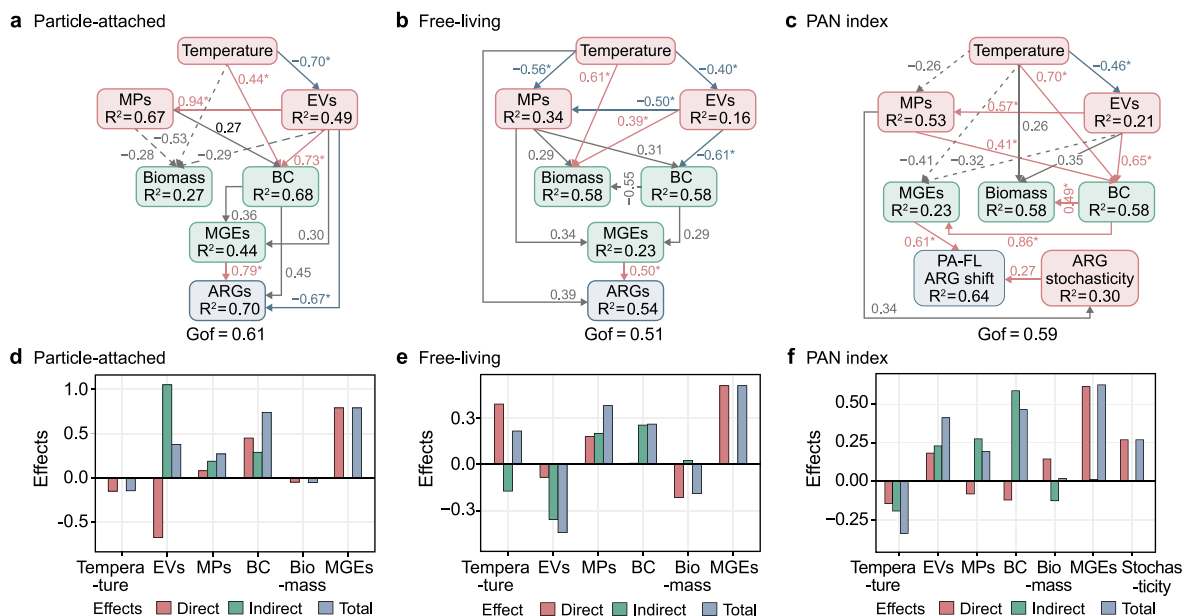 a Particle-attached
Temperature
−0.70*
0.44*
MPs
R²=0.67
0.94*
EVs
R²=0.49
−0.53
0.27
−0.28
−0.29
0.73*
Biomass
R²=0.27
BC
R²=0.68
0.36
MGEs
R²=0.44
0.30
0.79*
0.45
ARGs
R²=0.70
−0.67*
Gof=0.61
b Free-living
Temperature
−0.56*
0.61*
−0.40*
MPs
R²=0.34
−0.50*
EVs
R²=0.16
0.39*
0.29
0.31
−0.61*
Biomass
R²=0.58
−0.55
BC
R²=0.58
0.34
MGEs
R²=0.23
0.29
0.50*
0.39
ARGs
R²=0.54
Gof=0.51
c PAN index
Temperature
−0.26
0.70*
−0.46*
MPs
R²=0.53
0.57*
EVs
R²=0.21
0.26
0.41*
−0.41
−0.32
0.35
0.65*
MGEs
R²=0.23
Biomass
R²=0.58
0.49*
BC
R²=0.58
0.61*
0.86*
PA-FL
ARG shift
R²=0.64
0.27
ARG
stochasticity
R²=0.30
0.34
Gof=0.59
d Particle-attached
Effects
1.0
0.5
0.0
−0.5
Tempera
-ture
EVs
MPs
BC
Bio
-mass
MGEs
Effects Direct Indirect Total
e Free-living
Effects
0.3
0.0
−0.3
Tempera
-ture
EVs
MPs
BC
Bio
-mass
MGEs
Effect Direct Indirect Total
f PAN index
Effects
0.50
0.25
0.00
−0.25
Tempera
-ture
EVs
MPs
BC
Bio
-mass
MGEs
Stochas
-ticity
Effects Direct Indirect Total